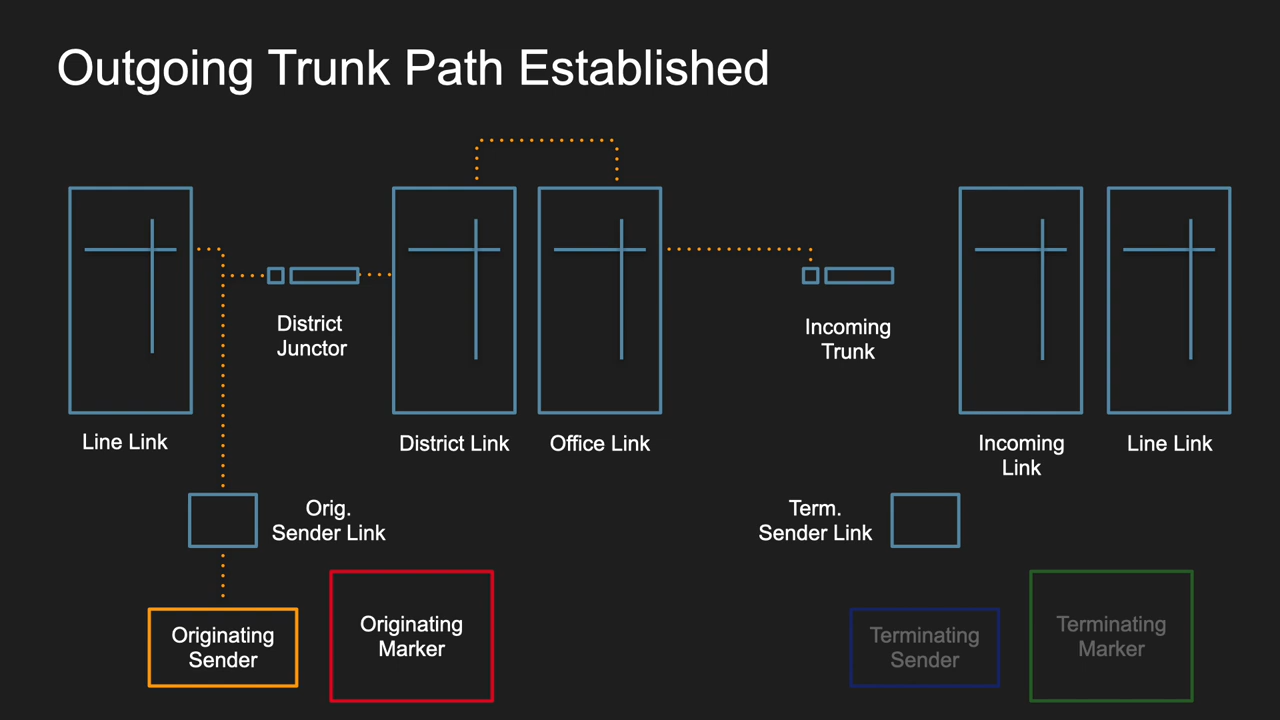 Outgoing Trunk Path Established
District
Junctor
Incoming
Trunk
Line Link
District Link
Office Link
Incoming
Link
Line Link
Orig.
Sender Link
Term.
Sender Link
Originating
Sender
Originating
Marker
Terminating
Sender
Terminating
Marker